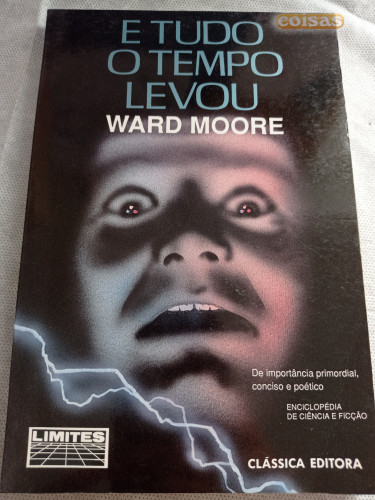 coisas
E TUDO
O TEMPO
LEVOU
WARD MOORE
De importância primordial,
conciso e poético
ENCICLOPÉDIA
DE CIÊNCIA E FICÇÃO
LIMITES
CLÁSSICA EDITORA